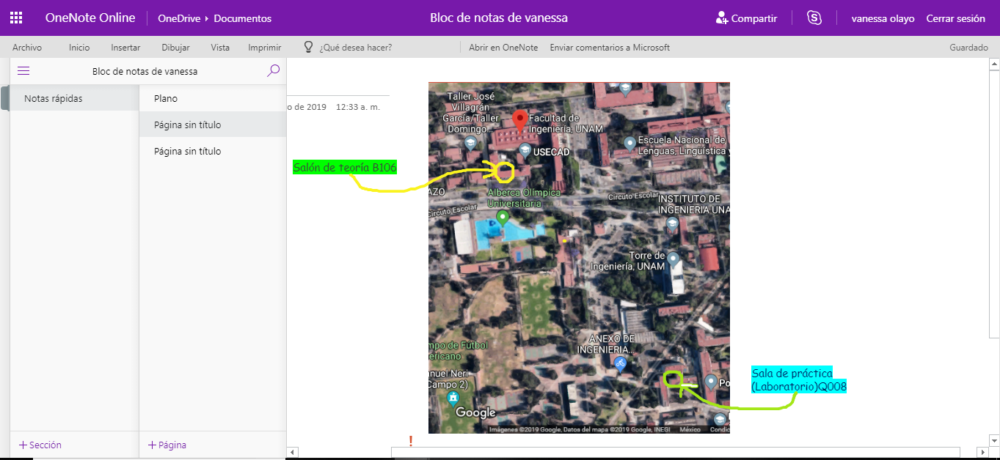 OneNote Online
OneDrive ▸ Documentos
Bloc de notas de vanessa
Compartir
vanessa olayo
Cerrar sesión
Archivo
Inicio
Insertar
Dibujar
Vista
Imprimir
¿Qué desea hacer?
Abrir en OneNote
Enviar comentarios a Microsoft
Guardado
Bloc de notas de vanessa
Notas rápidas
Plano
Página sin título
Página sin título
o de 2019 12:33 a. m.
Taller José
Villagrán
García/Taller
Domingo...
Facultad de
Ingeniería, UNAM
USECAD
Escuela Nacional de
Lenguas, Lingüística y
Salón de teoría B106
AZO
Alberca Olímpica
Universitaria
Circuto Escolar
Circuto Escolar
INSTITUTO DE
INGENIERIA UNA
Torre de
Ingeniería, UNAM
ANEXO DE
INGENIERIA...
mpo de Fútbol
ericano
anuel Neri
Campo 2)
Po
Sala de práctica
(Laboratorio)Q008
Google
Imágenes ©2019 Google, Datos del mapa ©2019 Google, INEGI México Condic
+ Sección
+ Página
!